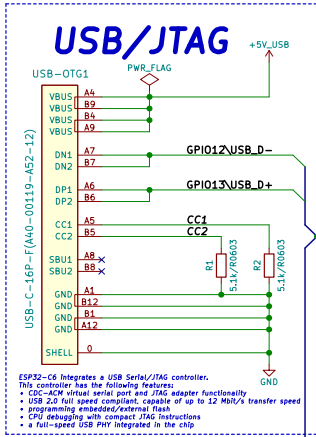 USB/JTAG
+5V_USB
PWR_FLAG
USB-OTG1
USB-C-16P-F(A40-00119-A52-12)
VBUS A4
VBUS B9
VBUS B4
VBUS A9
DN1 A7
DN2 B7
GPIO12\USB_D-
DP1 A6
DP2 B6
GPIO13\USB_D+
CC1 A5
CC1
CC2 B5
CC2
R1
5.1k/R0603
R2
5.1k/R0603
SBU1 A8
SBU2 B8
GND A1
GND B12
GND B1
GND A12
SHELL 0
GND
ESP32-C6 integrates a USB Serial/JTAG controller.
This controller has the following features:
• CDC-ACM virtual serial port and JTAG adapter functionality
• USB 2.0 full speed compliant, capable of up to 12 Mbit/s transfer speed
• programming embedded/external flash
• CPU debugging with compact JTAG instructions
• a full-speed USB PHY integrated in the chip